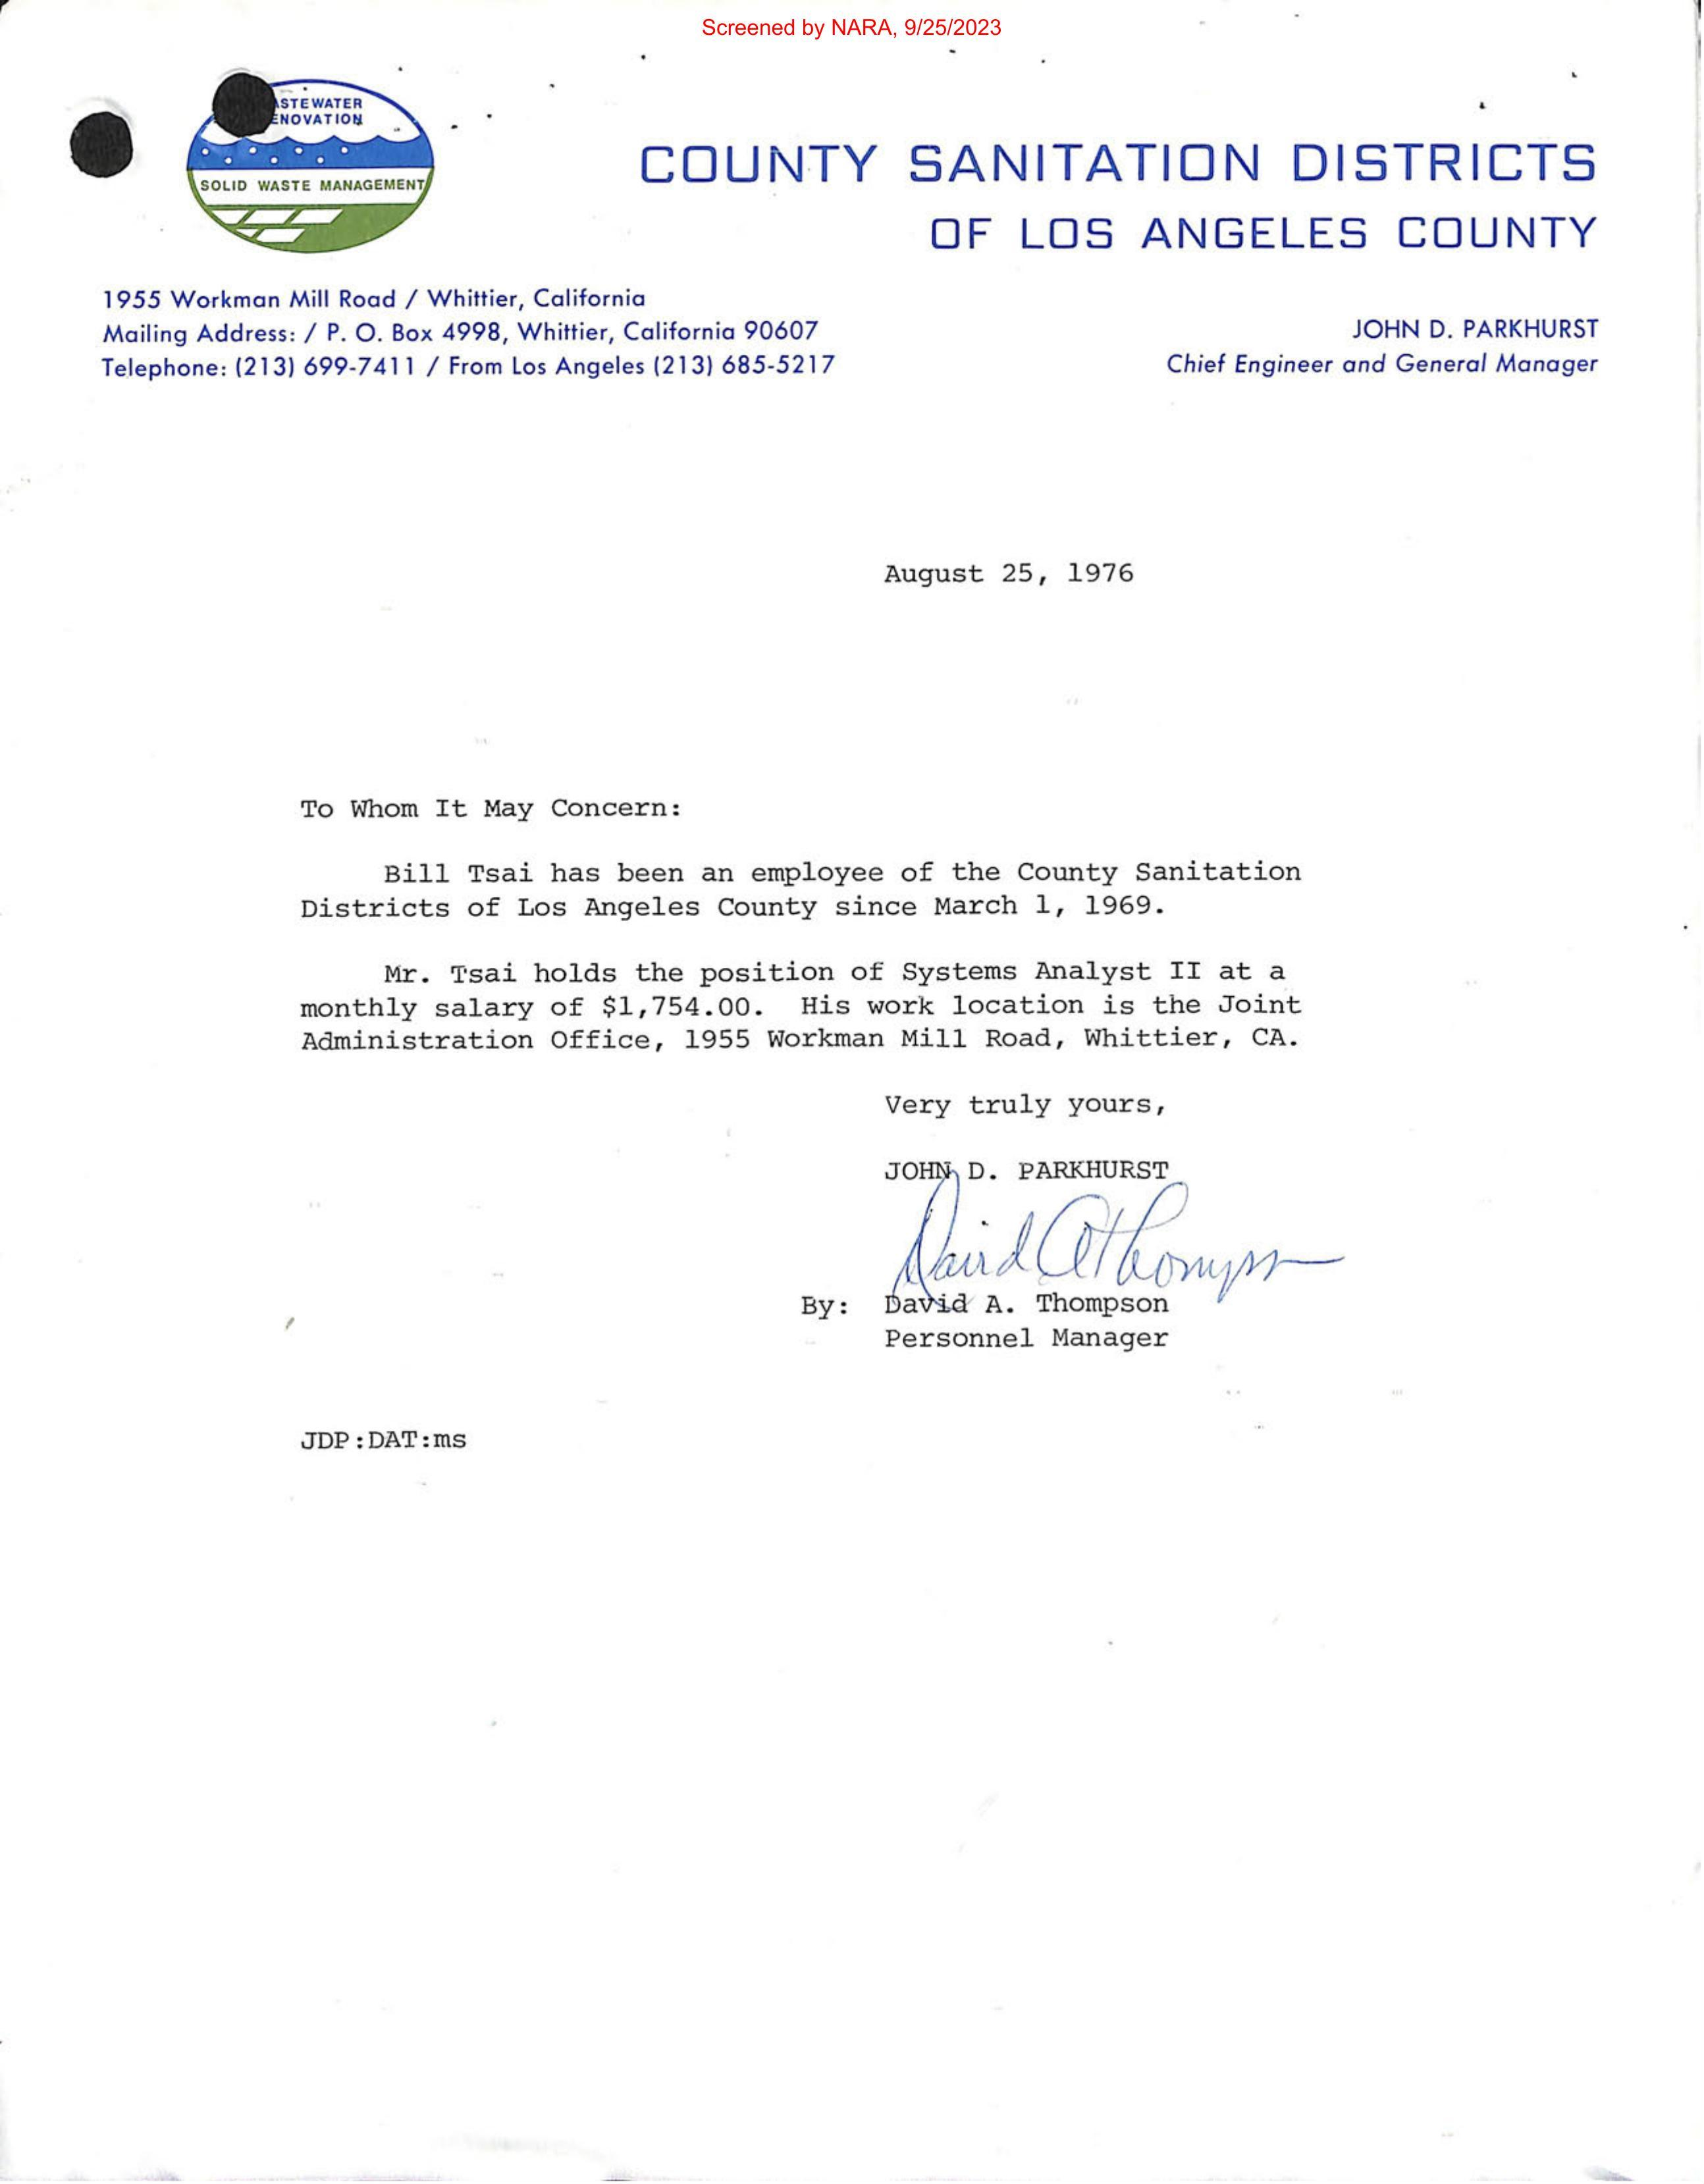 Screened by NARA, 9/25/2023
STEWATER
ENOVATION
SOLID WASTE MANAGEMENT
COUNTY SANITATION DISTRICTS
OF LOS ANGELES COUNTY
1955 Workman Mill Road / Whittier, California
Mailing Address: / P. O. Box 4998, Whittier, California 90607
Telephone: (213) 699-7411 / From Los Angeles (213) 685-5217
JOHN D. PARKHURST
Chief Engineer and General Manager
August 25, 1976
To Whom It May Concern:
Bill Tsai has been an employee of the County Sanitation
Districts of Los Angeles County since March 1, 1969.
Mr. Tsai holds the position of Systems Analyst II at a
monthly salary of $1,754.00. His work location is the Joint
Administration Office, 1955 Workman Mill Road, Whittier, CA.
Very truly yours,
JOHN D. PARKHURST
David A Thompson
By: David A. Thompson
Personnel Manager
JDP:DAT:ms